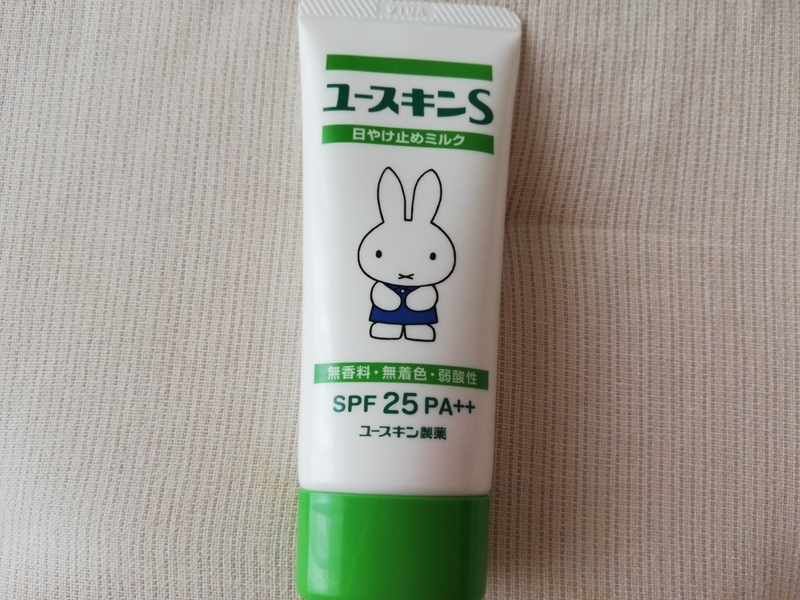 ユースキンS
日やけ止めミルク
無香料・無着色・弱酸性
SPF 25 PA++
ユースキン製薬